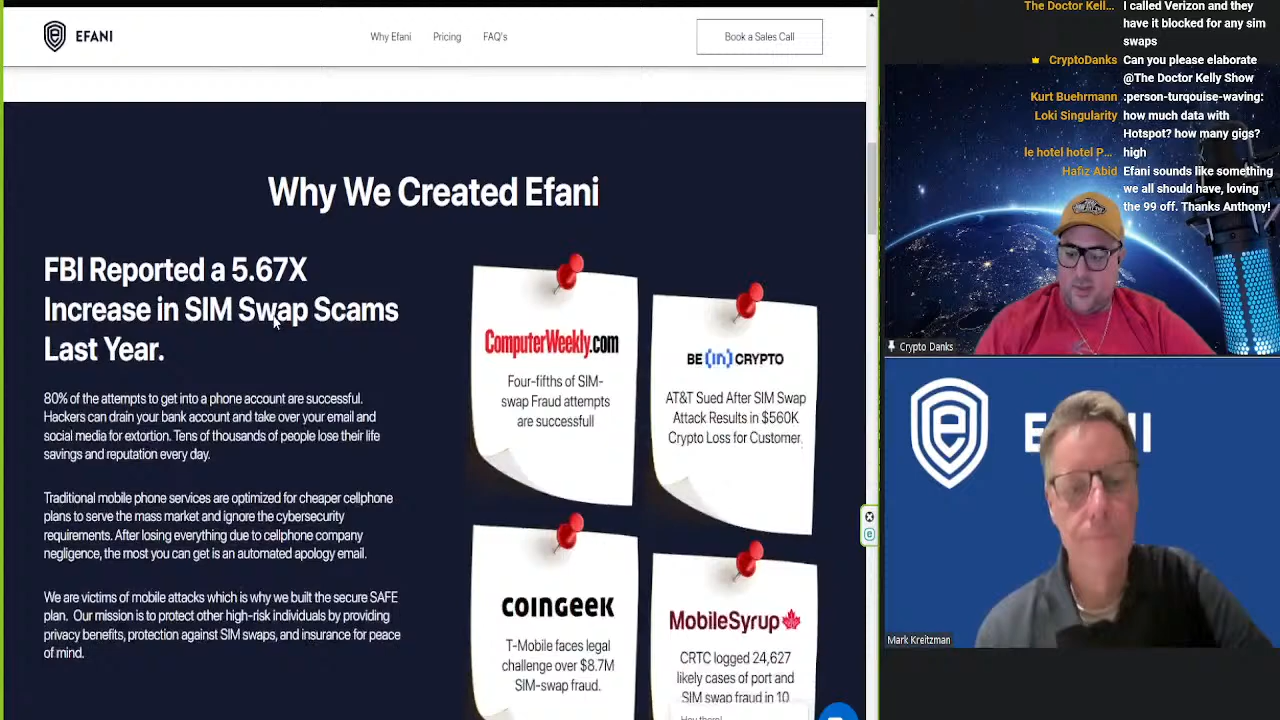 EFANI
Why Efani
Pricing
FAQ's
Book a Sales Call
Why We Created Efani
FBI Reported a 5.67X
Increase in SIM Swap Scams
Last Year.
80% of the attempts to get into a phone account are successful.
Hackers can drain your bank account and take over your email and
social media for extortion. Tens of thousands of people lose their life
savings and reputation every day.
Traditional mobile phone services are optimized for cheaper cellphone
plans to serve the mass market and ignore the cybersecurity
requirements. After losing everything due to cellphone company
negligence, the most you can get is an automated apology email.
We are victims of mobile attacks which is why we built the secure SAFE
plan. Our mission is to protect other high-risk individuals by providing
privacy benefits, protection against SIM swaps, and insurance for peace
of mind.
ComputerWeekly.com
Four-fifths of SIM-
swap Fraud attempts
are successfull
BE[IN]CRYPTO
AT&T Sued After SIM Swap
Attack Results in $560K
Crypto Loss for Customer.
COINGEEK
T-Mobile faces legal
challenge over $8.7M
SIM-swap fraud.
MobileSyrup
CRTC logged 24,627
likely cases of port and
SIM swap fraud in 10
Hey there!
The Doctor Kell... I called Verizon and they
have it blocked for any sim
swaps
CryptoDanks Can you please elaborate
@The Doctor Kelly Show
Kurt Buehrmann :person-turqouise-waving:
Loki Singularity how much data with
Hotspot? how many gigs?
le hotel hotel P... high
Hafiz Abid Efani sounds like something
we all should have, loving
the 99 off. Thanks Anthony!
Crypto Danks
Mark Kreitzman